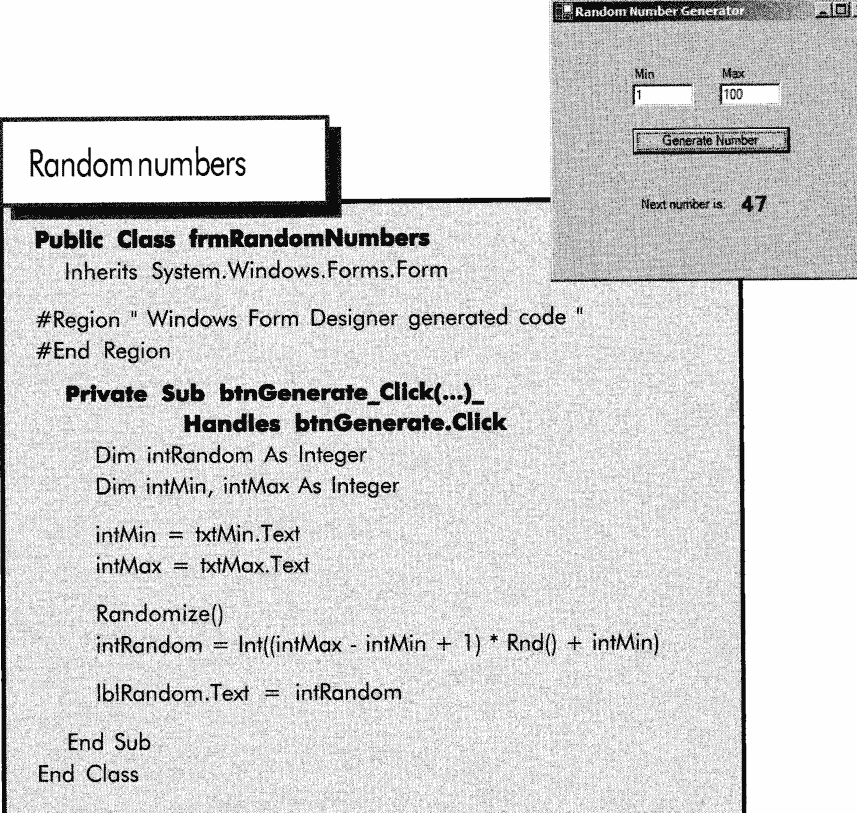 Random Number Generator
Min Max
1 100
Generate Number
Next number is: 47
Random numbers
Public Class frmRandomNumbers
Inherits System.Windows.Forms.Form
#Region " Windows Form Designer generated code "
#End Region
Private Sub btnGenerate_Click(...)_
Handles btnGenerate.Click
Dim intRandom As Integer
Dim intMin, intMax As Integer
intMin = txtMin.Text
intMax = txtMax.Text
Randomize()
intRandom = Int((intMax - intMin + 1) * Rnd() + intMin)
lblRandom.Text = intRandom
End Sub
End Class